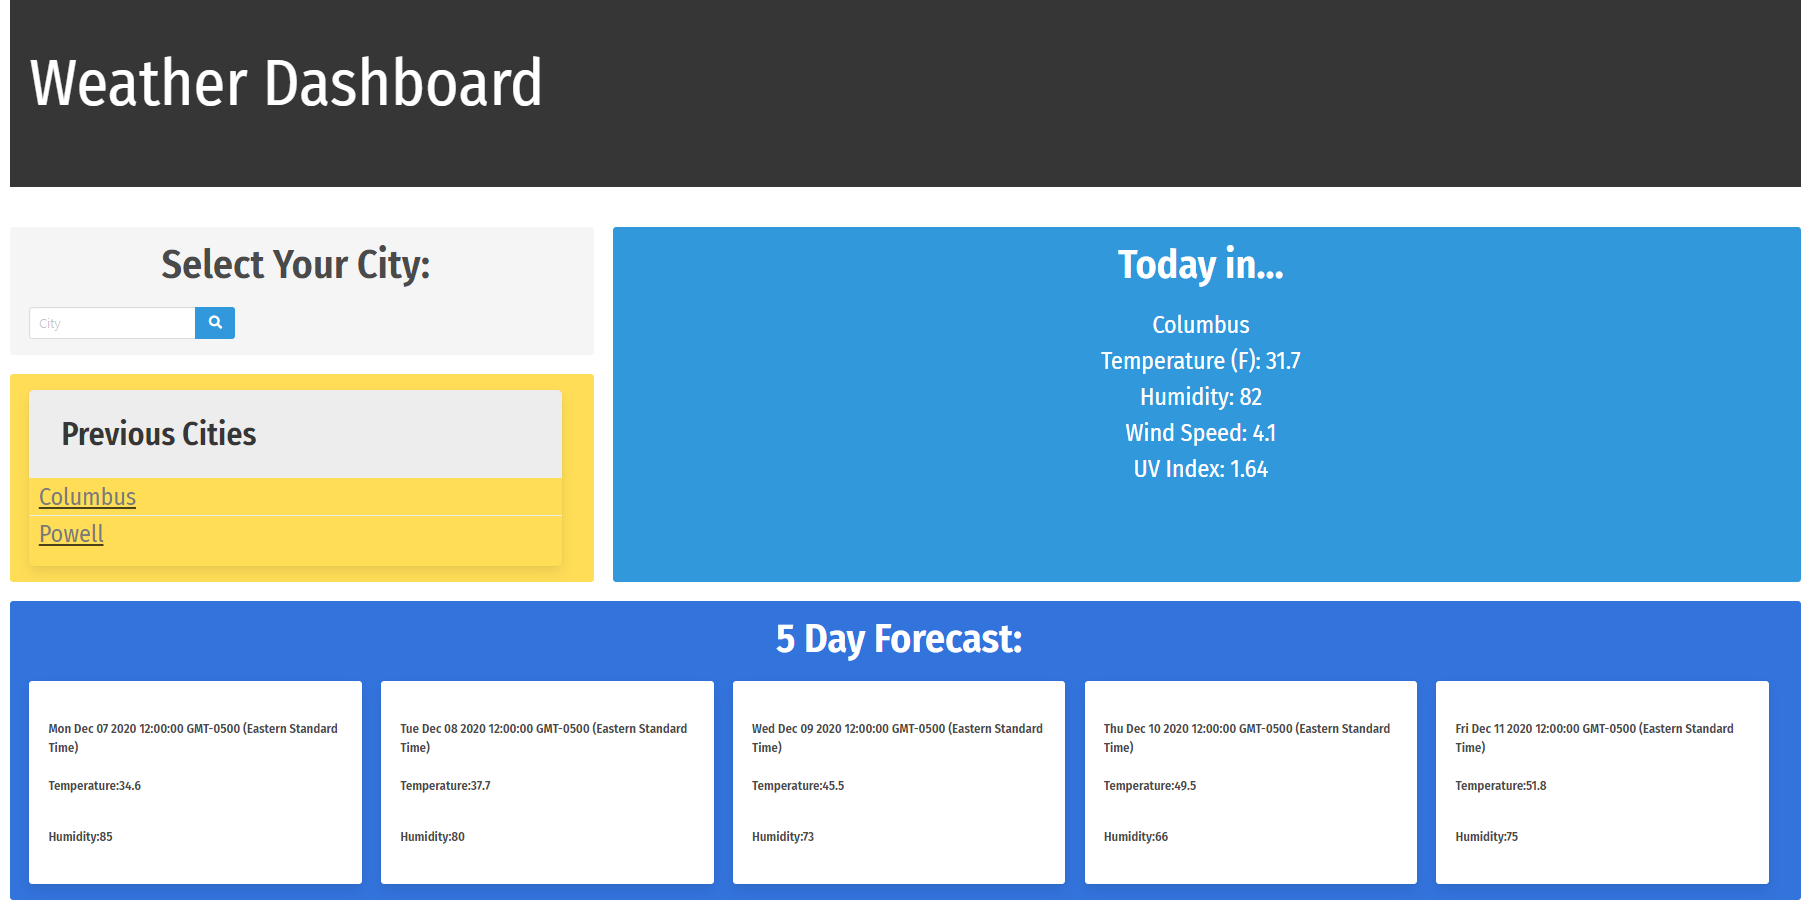 Weather Dashboard
Select Your City:
City
Previous Cities
Columbus
Powell
Today in...
Columbus
Temperature (F): 31.7
Humidity: 82
Wind Speed: 4.1
UV Index: 1.64
5 Day Forecast:
Mon Dec 07 2020 12:00:00 GMT-0500 (Eastern Standard
Time)
Temperature:34.6
Humidity:85
Tue Dec 08 2020 12:00:00 GMT-0500 (Eastern Standard
Time)
Temperature:37.7
Humidity:80
Wed Dec 09 2020 12:00:00 GMT-0500 (Eastern Standard
Time)
Temperature:45.5
Humidity:73
Thu Dec 10 2020 12:00:00 GMT-0500 (Eastern Standard
Time)
Temperature:49.5
Humidity:66
Fri Dec 11 2020 12:00:00 GMT-0500 (Eastern Standard
Time)
Temperature:51.8
Humidity:75